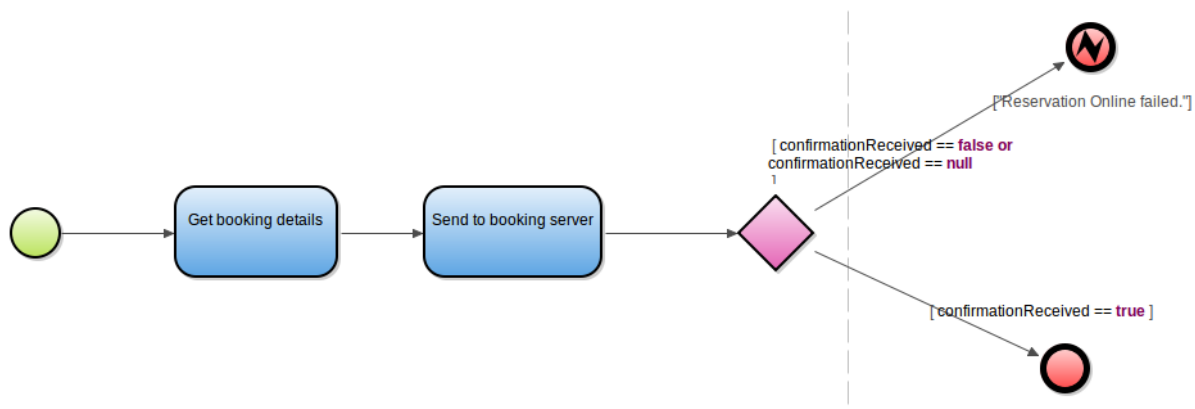 ["Reservation Online failed."]
[ confirmationReceived == false or
confirmationReceived == null
]
Get booking details
Send to booking server
[ confirmationReceived == true ]